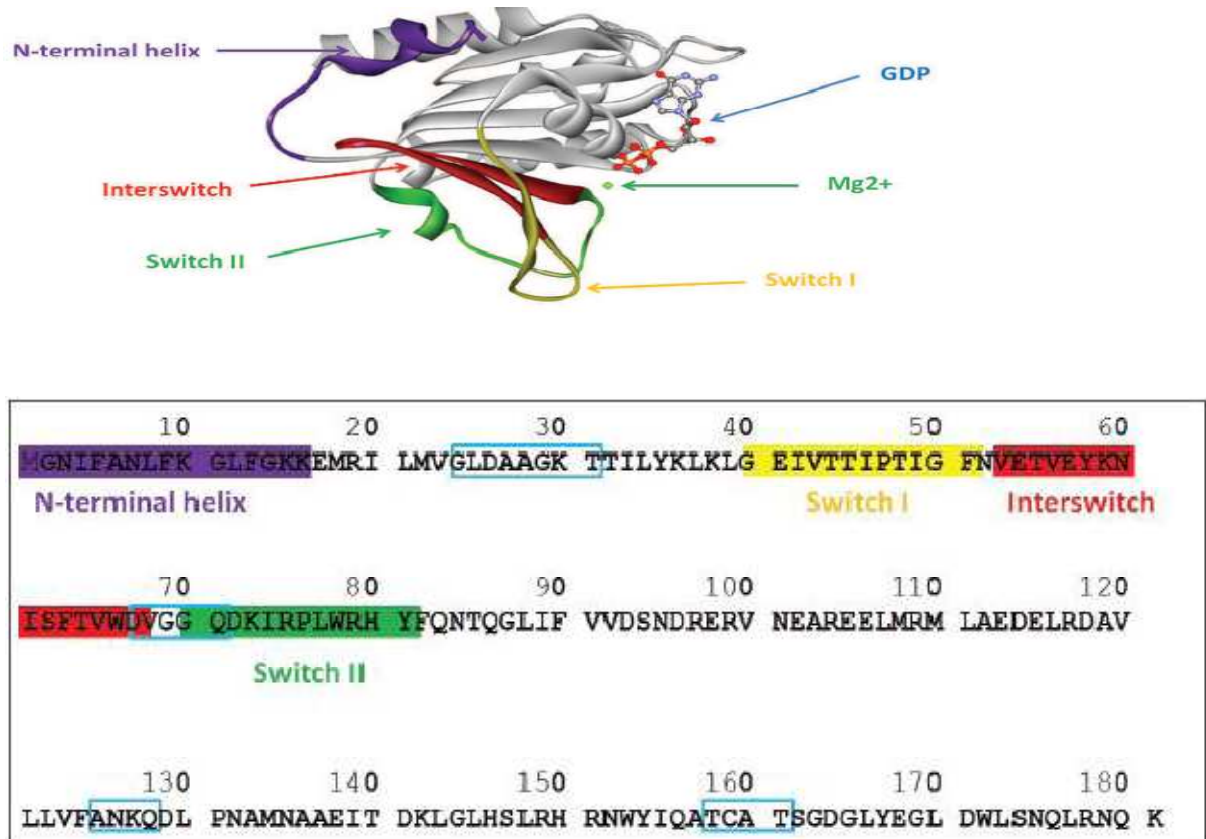 N-terminal helix
GDP
Interswitch
Mg2+
Switch II
Switch I
10 20 30 40 50 60
MGNIFANLFK GLFGKKEMRI LMVGLDAAGK TTILYKLKLG EIVTTIPTIG FNVETVEYKN
N-terminal helix Switch I Interswitch
70 80 90 100 110 120
ISFTVWDVGG QDKIRPLWRH YFQNTQGLIF VVDSNDRERV NEAREELMRM LAEDELRDAV
Switch II
130 140 150 160 170 180
LLVFANKQDL PNAMNAAEIT DKLGLHSLRH RNWYIQATCA TSGDGLYEGL DWLSNQLRNQ K